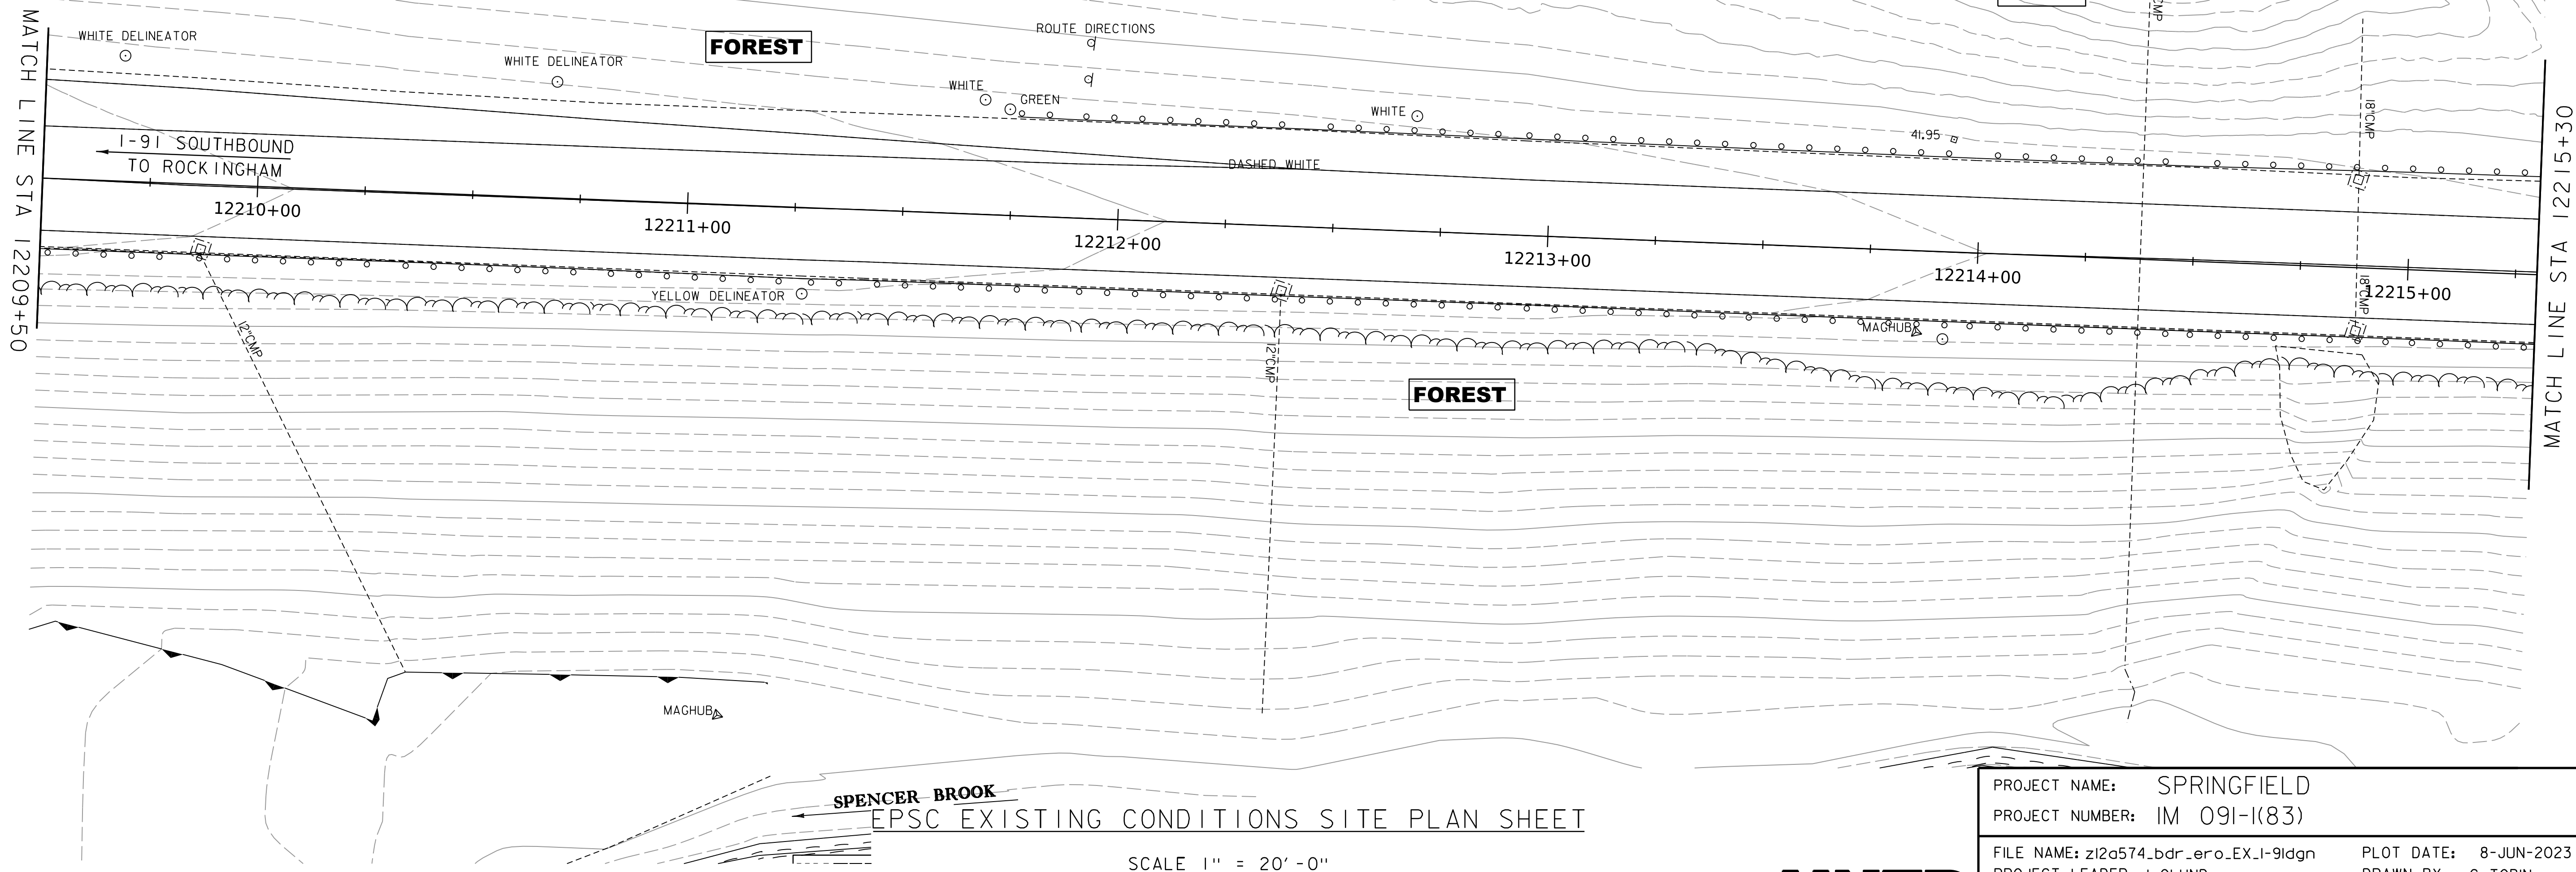 MATCH LINE STA 12209+50
WHITE DELINEATOR
WHITE DELINEATOR
FOREST
ROUTE DIRECTIONS
WHITE
GREEN
WHITE
41.95
18"CMP
MATCH LINE STA 12215+30
I-91 SOUTHBOUND
TO ROCKINGHAM
DASHED WHITE
12210+00
12211+00
12212+00
12213+00
12214+00
12215+00
18"CMP
YELLOW DELINEATOR
MAGHUB
12"CMP
12"CMP
FOREST
MAGHUB
SPENCER BROOK
EPSC EXISTING CONDITIONS SITE PLAN SHEET
SCALE 1" = 20'-0"
PROJECT NAME: SPRINGFIELD
PROJECT NUMBER: IM 091-1(83)
FILE NAME: z12a574_bdr_ero_EX_I-91dgn
PLOT DATE: 8-JUN-2023